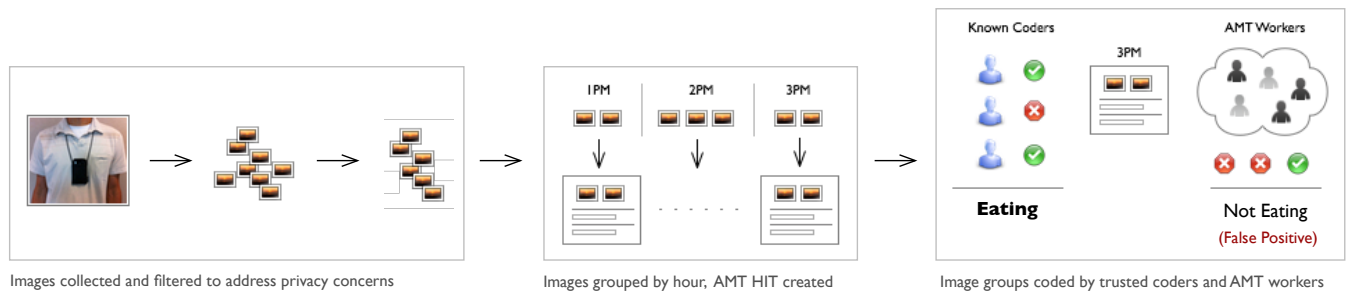 1PM
2PM
3PM
Known Coders
AMT Workers
3PM
Eating
Not Eating
(False Positive)
Images collected and filtered to address privacy concerns
Images grouped by hour, AMT HIT created
Image groups coded by trusted coders and AMT workers